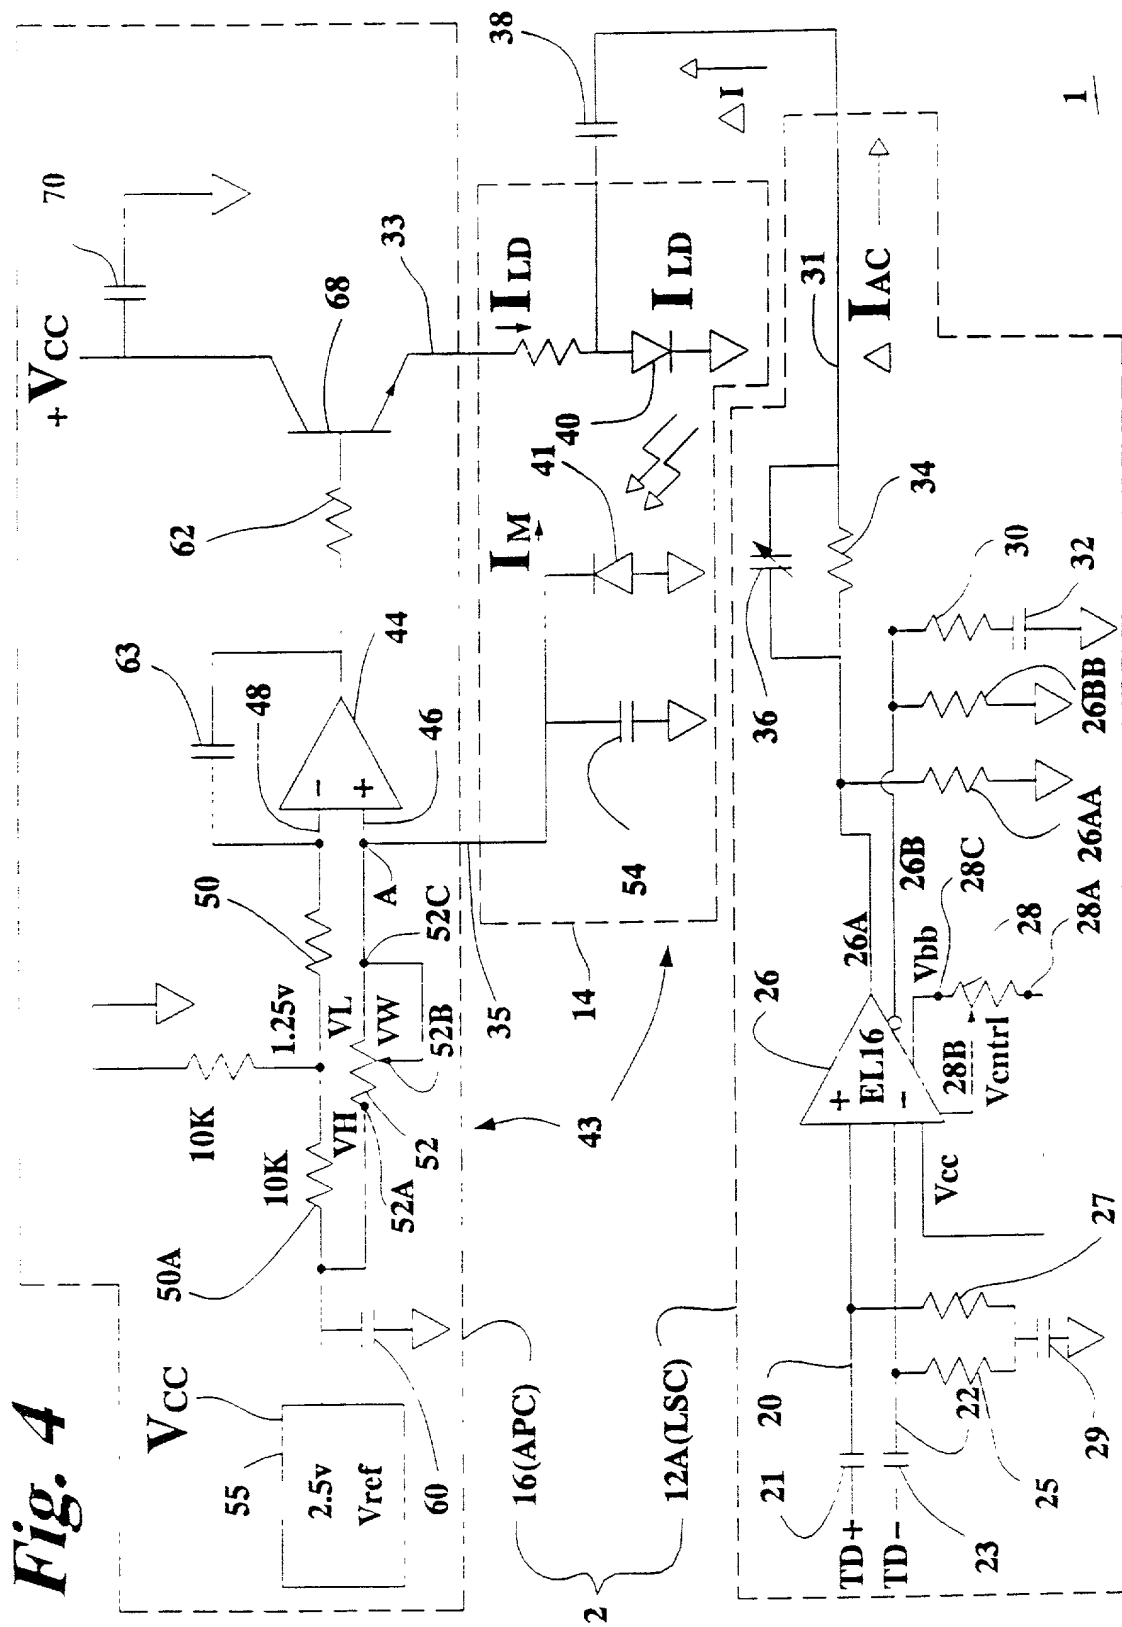 Fig. 4
+ VCC
70
68
33
62
63
44
48
46
-
+
50
1.25v
10K
10K
50A
VH
VL
VW
52A
52
52B
52C
A
35
VCC
55
2.5v
Vref
60
16(APC)
12A(LSC)
2
43
14
54
IM
41
40
ILD
ILD
38
I
31
IAC
1
36
34
30
32
26BB
26AA
26A
26B
28C
28
28A
Vbb
28B
Vcntrl
26
EL16
+
-
Vcc
27
20
22
21
TD+
TD-
23
25
29